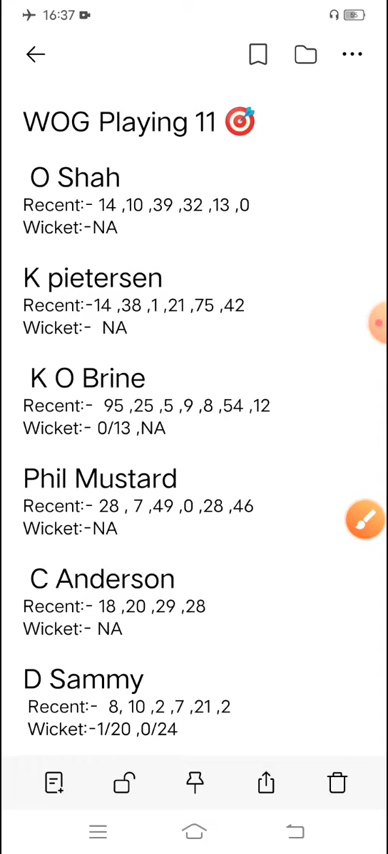 16:37
WOG Playing 11 🎯
O Shah
Recent:- 14 ,10 ,39 ,32 ,13 ,0
Wicket:-NA
K pietersen
Recent:-14 ,38 ,1 ,21 ,75 ,42
Wicket:- NA
K O Brine
Recent:- 95 ,25 ,5 ,9 ,8 ,54 ,12
Wicket:- 0/13 ,NA
Phil Mustard
Recent:- 28 , 7 ,49 ,0 ,28 ,46
Wicket:-NA
C Anderson
Recent:- 18 ,20 ,29 ,28
Wicket:- NA
D Sammy
Recent:- 8, 10 ,2 ,7 ,21 ,2
Wicket:-1/20 ,0/24